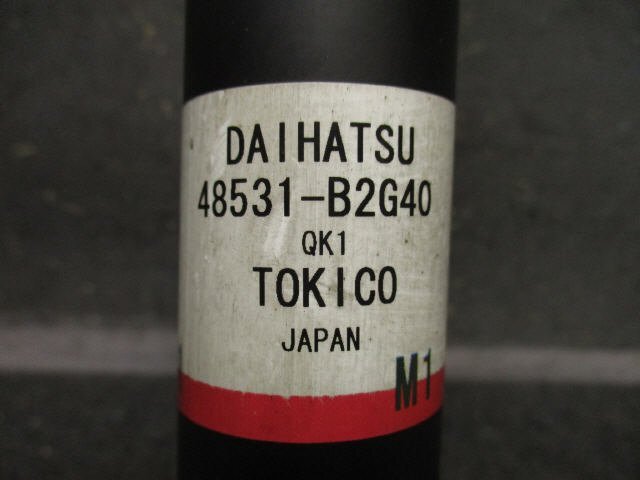 DAIHATSU
48531-B2G40
QK1
TOKICO
JAPAN
M1